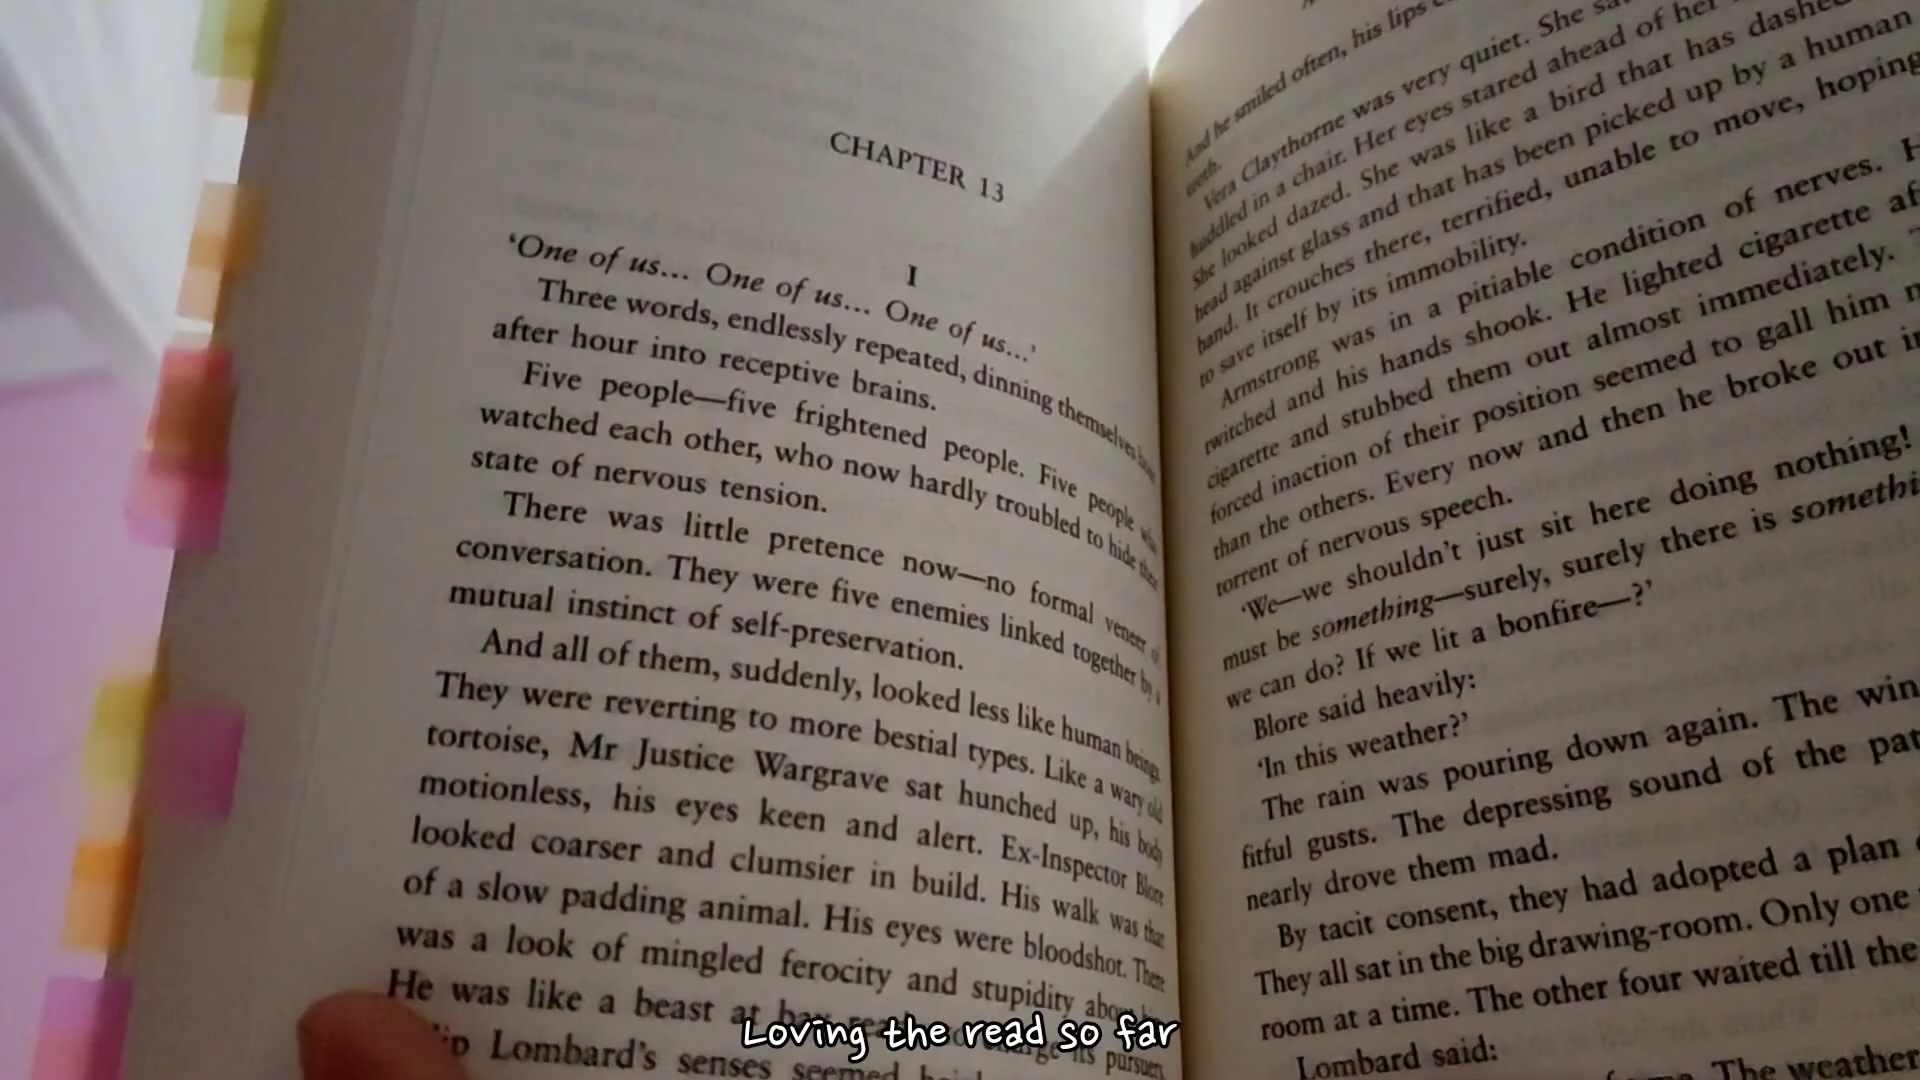 CHAPTER 13
I
‘One of us... One of us... One of us...’
Three words, endlessly repeated, dinning themselves hour
after hour into receptive brains.
Five people—five frightened people. Five people who
watched each other, who now hardly troubled to hide their
state of nervous tension.
There was little pretence now—no formal veneer of
conversation. They were five enemies linked together by a
mutual instinct of self-preservation.
And all of them, suddenly, looked less like human beings.
They were reverting to more bestial types. Like a wary old
tortoise, Mr Justice Wargrave sat hunched up, his body
motionless, his eyes keen and alert. Ex-Inspector Blore
looked coarser and clumsier in build. His walk was that
of a slow padding animal. His eyes were bloodshot. There
was a look of mingled ferocity and stupidity about
He was like a beast at bay its pursuers
Lombard's senses seemed
And he smiled often, his lips
teeth.
Vera Claythorne was very quiet. She
huddled in a chair. Her eyes stared ahead of her
She looked dazed. She was like a bird that has dashed
head against glass and that has been picked up by a human
hand. It crouches there, terrified, unable to move, hoping
to save itself by its immobility.
Armstrong was in a pitiable condition of nerves.
twitched and his hands shook. He lighted cigarette
cigarette and stubbed them out almost immediately.
forced inaction of their position seemed to gall him
than the others. Every now and then he broke out
torrent of nervous speech.
‘We—we shouldn't just sit here doing nothing!
must be something—surely, surely there is
we can do? If we lit a bonfire—?’
Blore said heavily:
‘In this weather?’
The rain was pouring down again. The
fitful gusts. The depressing sound of the
nearly drove them mad.
By tacit consent, they had adopted a plan
They all sat in the big drawing-room. Only one
room at a time. The other four waited till the
Lombard said:
The weather
Loving the read so far